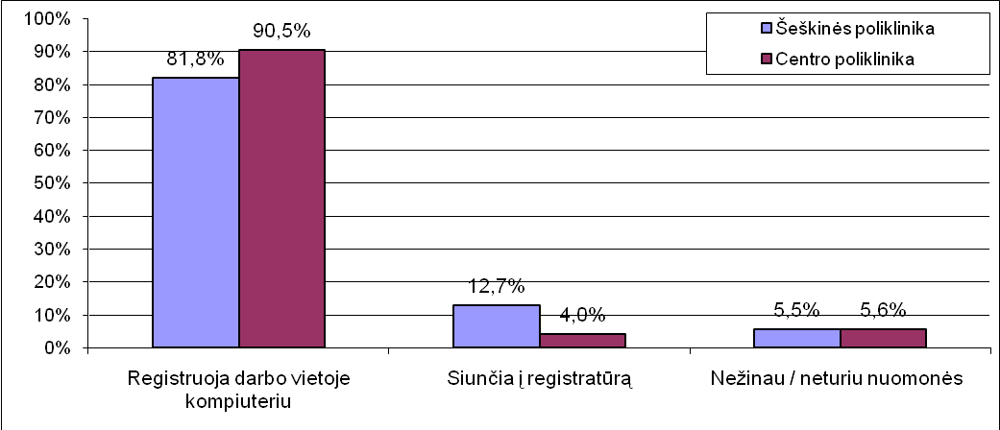 100%
90%
80%
70%
60%
50%
40%
30%
20%
10%
0%
81,8%
90,5%
12,7%
4,0%
5,5%
5,6%
Šeškinės poliklinika
Centro poliklinika
Registruoja darbo vietoje
kompiuteriu
Siunčia į registratūrą
Nežinau / neturiu nuomonės